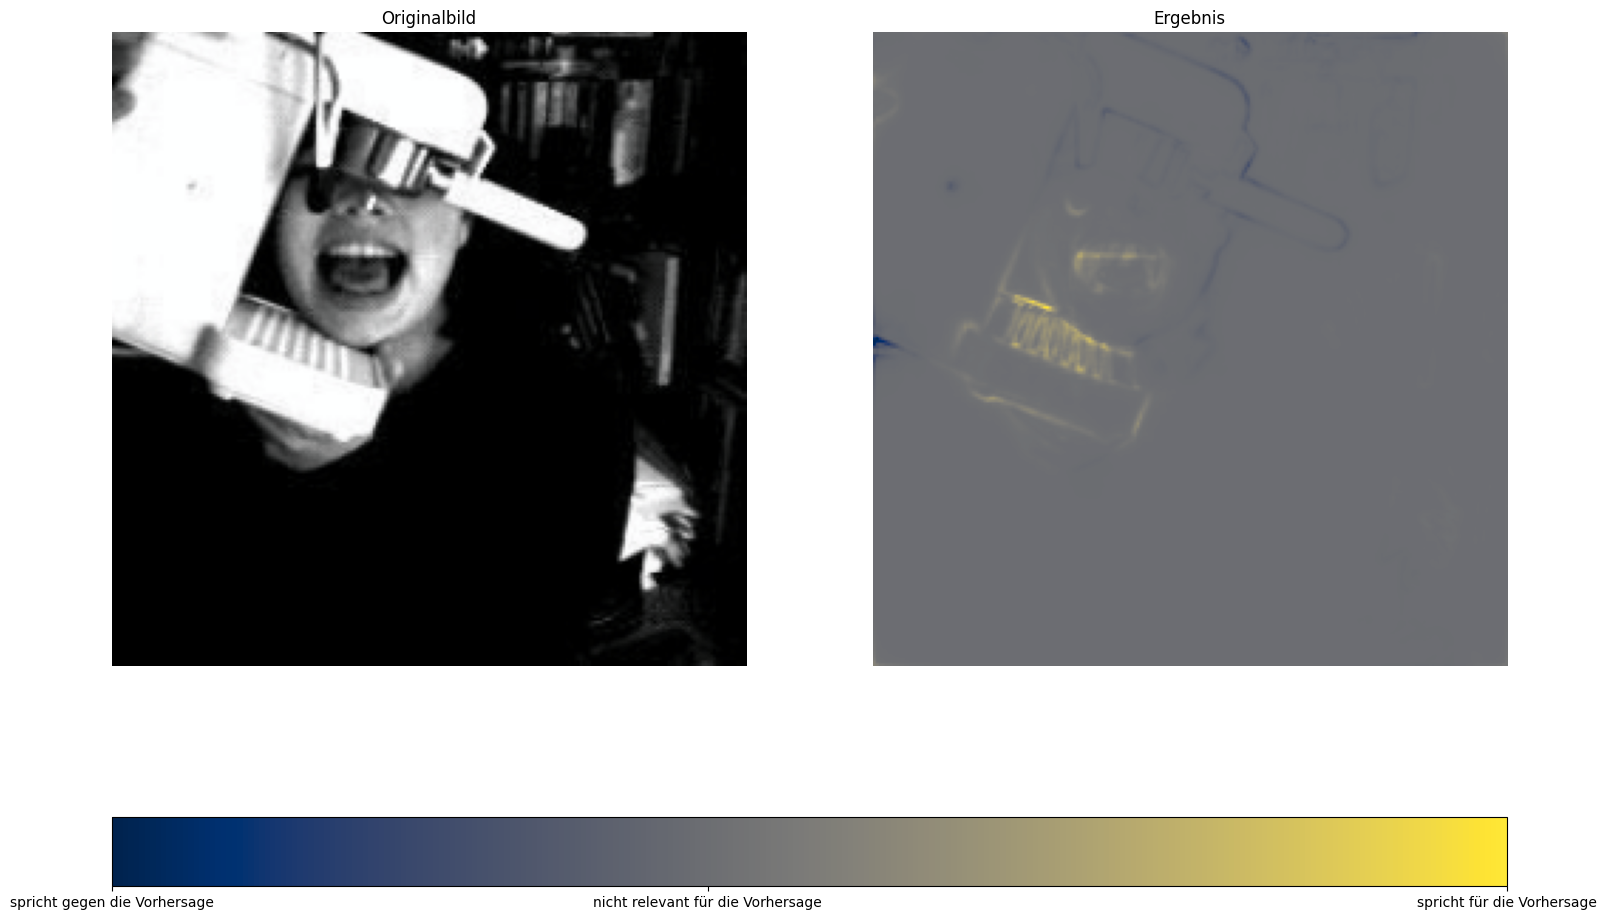 Originalbild
Ergebnis
spricht gegen die Vorhersage
nicht relevant für die Vorhersage
spricht für die Vorhersage